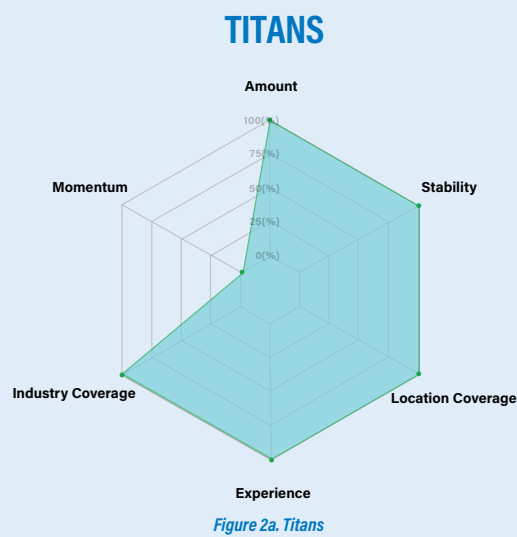 TITANS
Amount
100(%)
Momentum
75(%)
50(%)
Stability
25(%)
0(%)
Industry Coverage
Location Coverage
Experience
Figure 2a. Titans